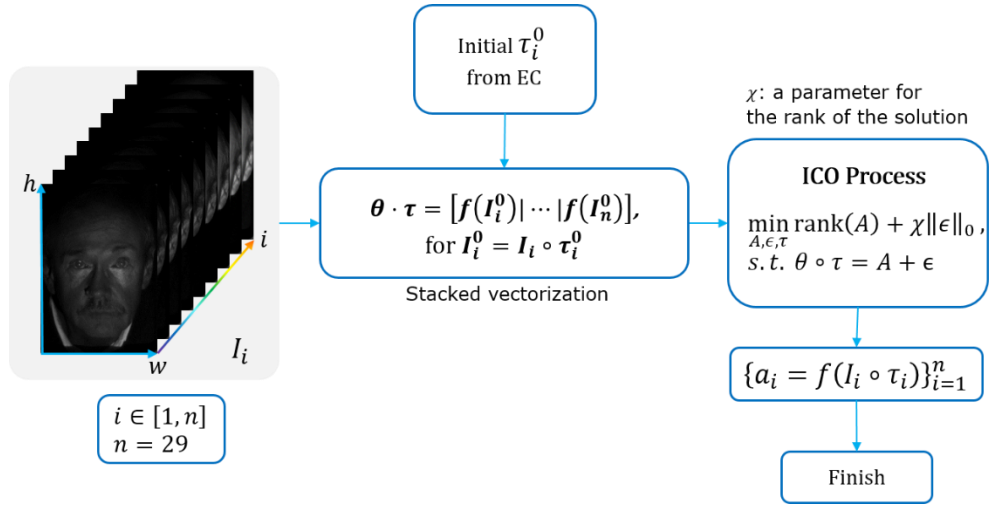 h
w
i
I_i
i ∈ [1, n]
n = 29
Initial τ_i^0
from EC
θ · τ = [f(I_i^0)| ⋯ |f(I_n^0)],
for I_i^0 = I_i ∘ τ_i^0
Stacked vectorization
χ: a parameter for
the rank of the solution
ICO Process
min_{A,ϵ,τ} rank(A) + χ‖ϵ‖_0 ,
s.t. θ ∘ τ = A + ϵ
{a_i = f(I_i ∘ τ_i)}_{i=1}^n
Finish